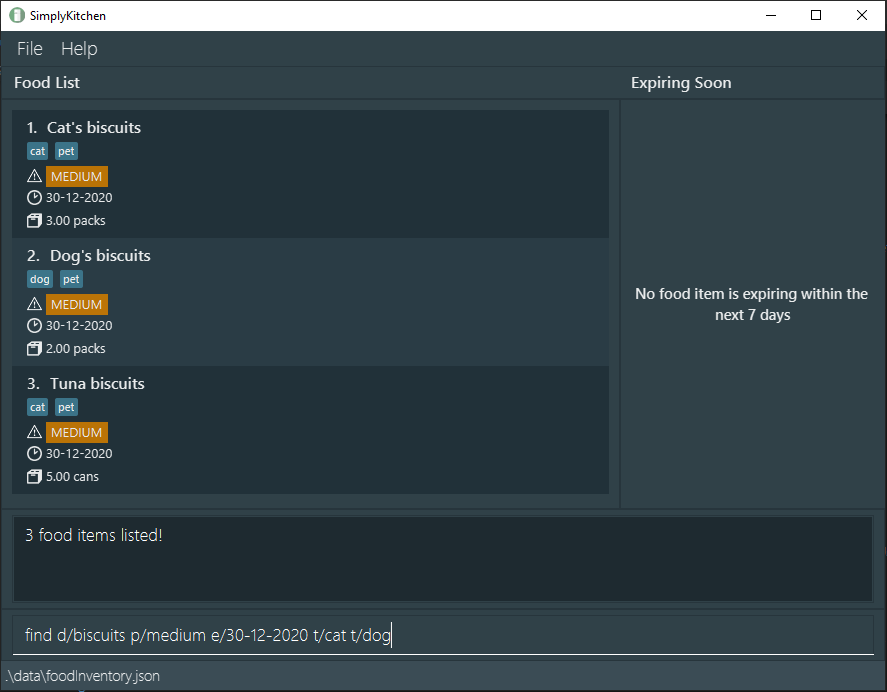 SimplyKitchen
File Help
Food List
Expiring Soon
1. Cat's biscuits
cat pet
MEDIUM
30-12-2020
3.00 packs
2. Dog's biscuits
dog pet
MEDIUM
30-12-2020
2.00 packs
3. Tuna biscuits
cat pet
MEDIUM
30-12-2020
5.00 cans
No food item is expiring within the
next 7 days
3 food items listed!
find d/biscuits p/medium e/30-12-2020 t/cat t/dog
.\data\foodInventory.json